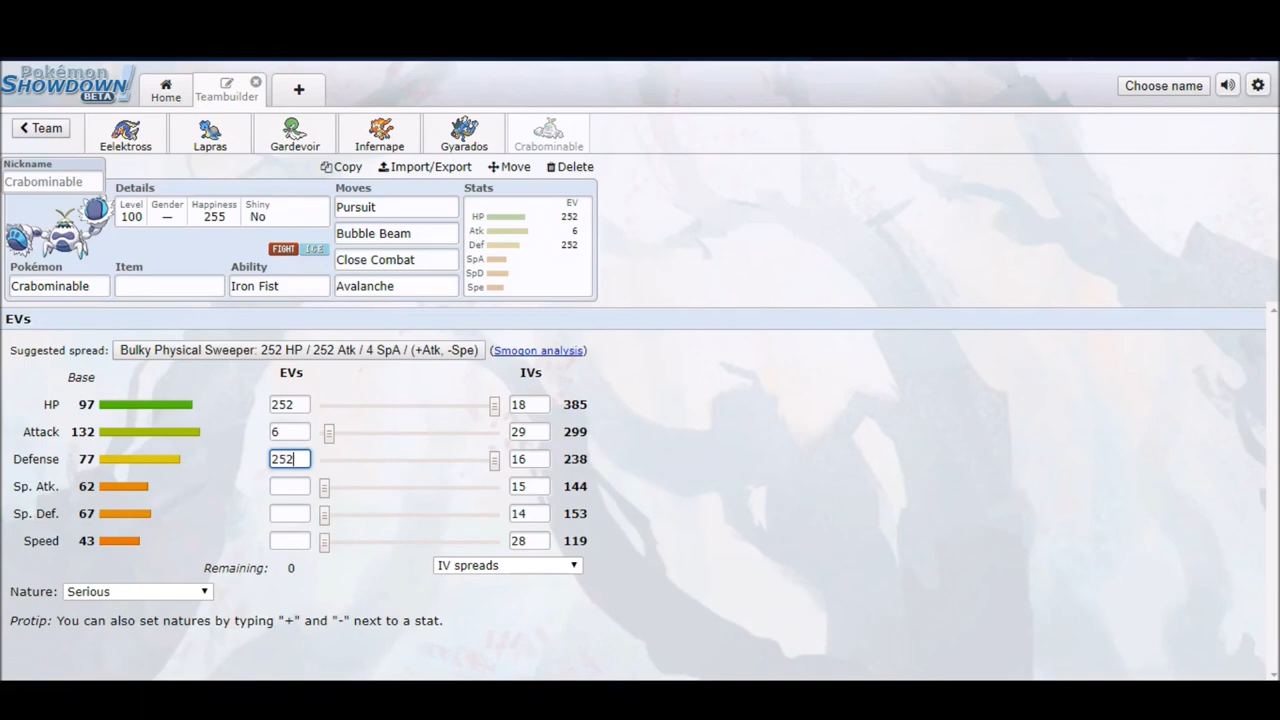 Pokémon
SHOWDOWN
BETA
Home
Teambuilder
+
Choose name
Team
Eelektross
Lapras
Gardevoir
Infernape
Gyarados
Crabominable
Copy
Import/Export
Move
Delete
Nickname
Crabominable
Details
Level
100
Gender
—
Happiness
255
Shiny
No
FIGHT
ICE
Pokémon
Crabominable
Item
Ability
Iron Fist
Moves
Pursuit
Bubble Beam
Close Combat
Avalanche
Stats
EV
HP 252
Atk 6
Def 252
SpA
SpD
Spe
EVs
Suggested spread: Bulky Physical Sweeper: 252 HP / 252 Atk / 4 SpA / (+Atk, -Spe) (Smogon analysis)
Base EVs IVs
HP 97 252 18 385
Attack 132 6 29 299
Defense 77 252 16 238
Sp. Atk. 62 15 144
Sp. Def. 67 14 153
Speed 43 28 119
Remaining: 0 IV spreads
Nature: Serious
Protip: You can also set natures by typing "+" and "-" next to a stat.